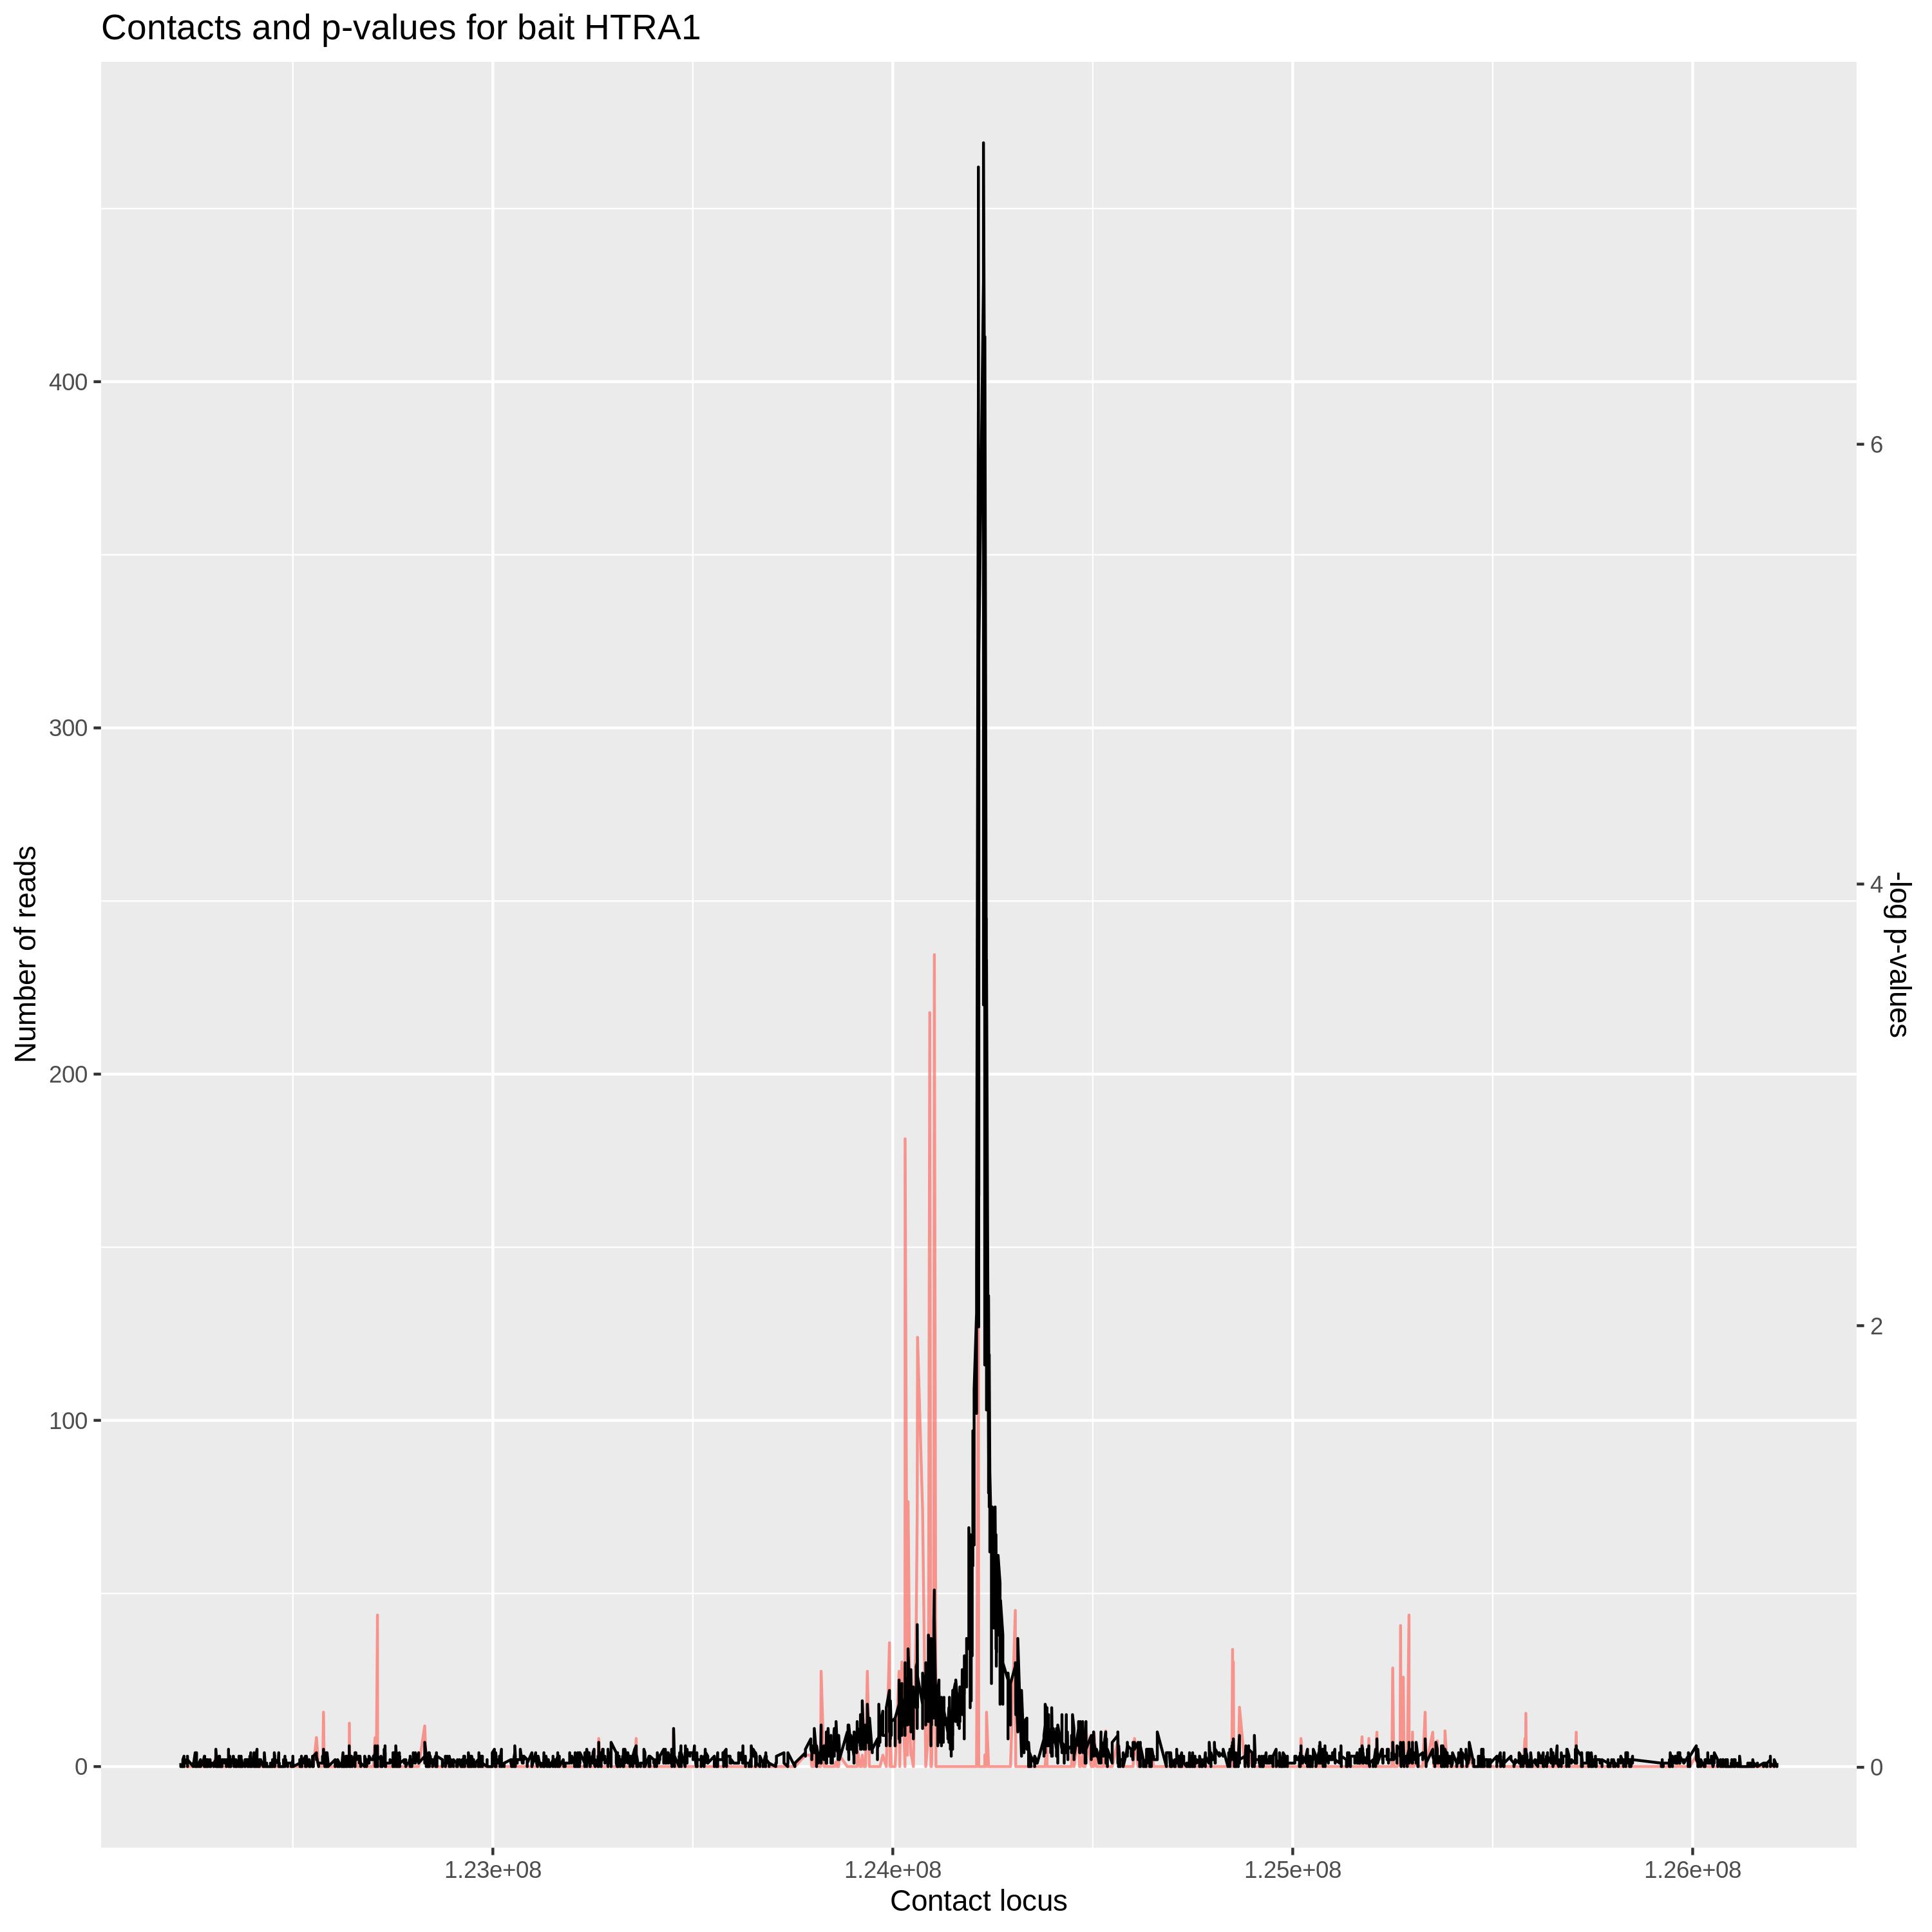 Contacts and p-values for bait HTRA1
400
300
200
100
0
Number of reads
6
4
2
0
-log p-values
1.23e+08
1.24e+08
1.25e+08
1.26e+08
Contact locus